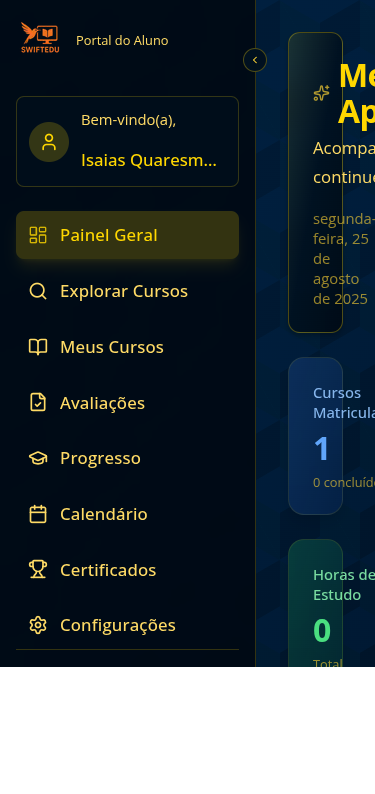 SWIFTEDU
Portal do Aluno
Bem-vindo(a),
Isaias Quaresm...
Painel Geral
Explorar Cursos
Meus Cursos
Avaliações
Progresso
Calendário
Certificados
Configurações
Me
Ap
Acompa
continue
segunda-
feira, 25
de
agosto
de 2025
Cursos
Matricula
1
0 concluíd
Horas de
Estudo
0
Total